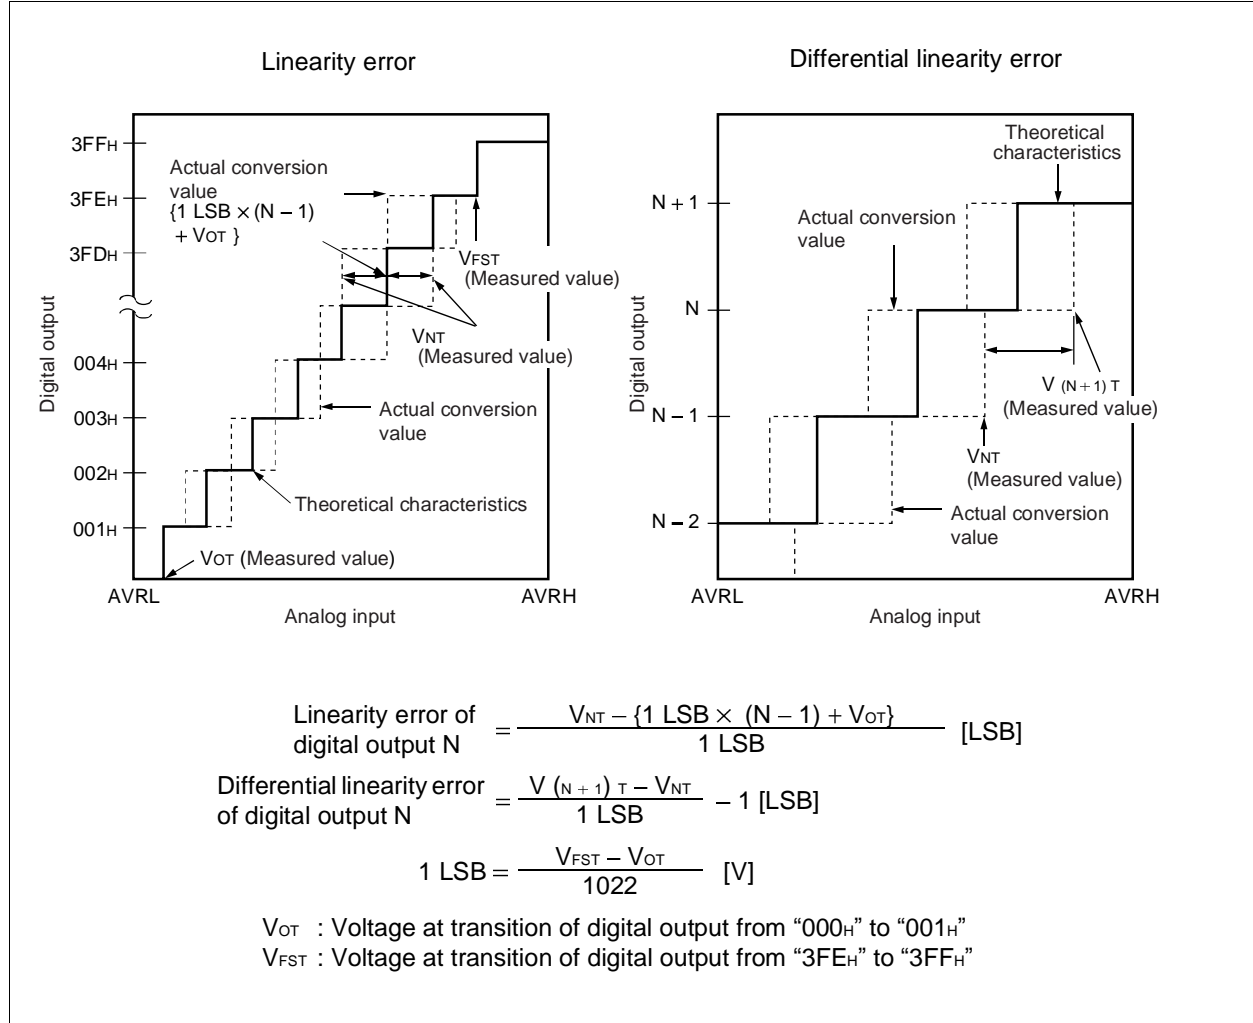 Linearity error
3FFH
3FEH
3FDH
004H
003H
002H
001H
Digital output
Actual conversion
value
{1 LSB × (N − 1)
+ VOT }
VFST
(Measured value)
VNT
(Measured value)
Actual conversion
value
Theoretical characteristics
VOT (Measured value)
AVRL
AVRH
Analog input
Differential linearity error
N + 1
N
N − 1
N − 2
Digital output
Theoretical
characteristics
Actual conversion
value
V (N + 1) T
(Measured value)
VNT
(Measured value)
Actual conversion
value
AVRL
AVRH
Analog input
Linearity error of
digital output N
=
VNT − {1 LSB × (N − 1) + VOT}
1 LSB
[LSB]
Differential linearity error
of digital output N
=
V (N + 1) T − VNT
1 LSB
− 1 [LSB]
1 LSB =
VFST − VOT
1022
[V]
VOT : Voltage at transition of digital output from “000H” to “001H”
VFST : Voltage at transition of digital output from “3FEH” to “3FFH”